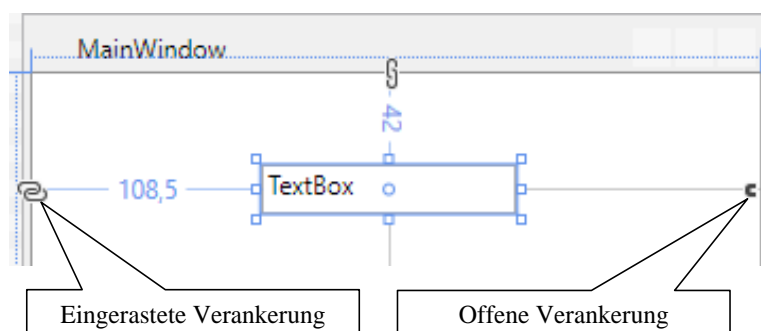 MainWindow
42
108,5
TextBox
Eingerastete Verankerung
Offene Verankerung